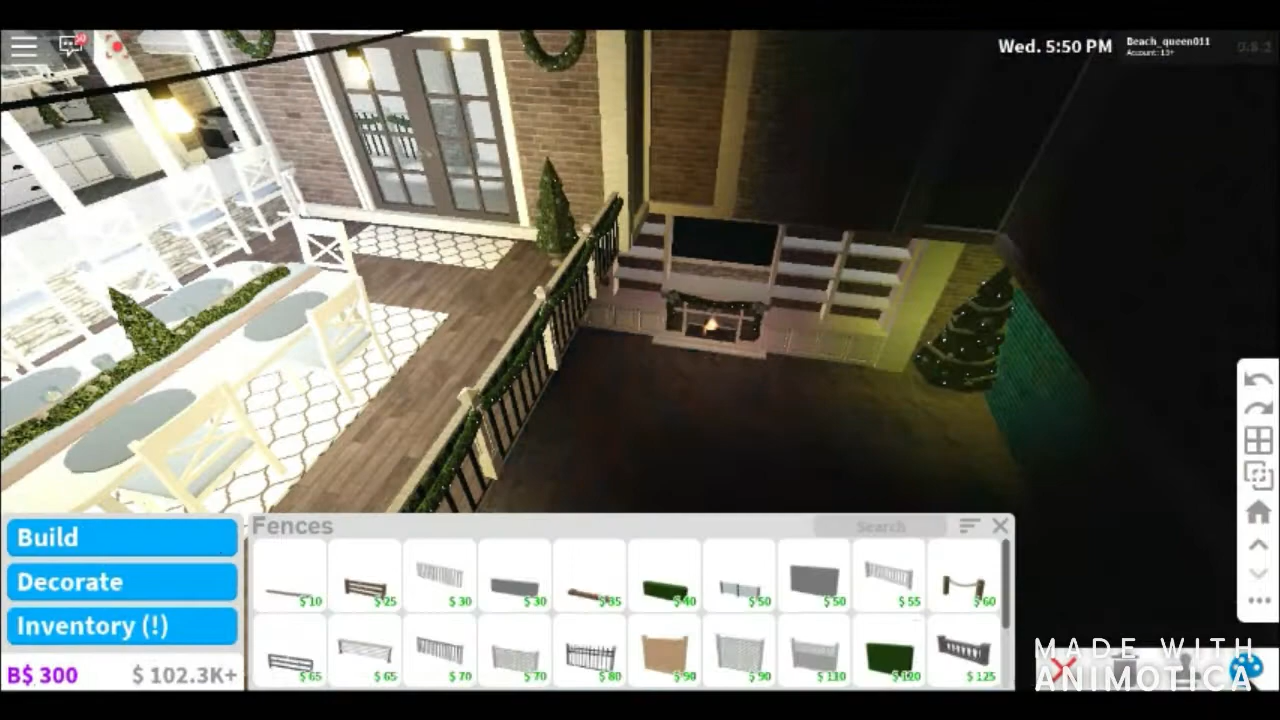 Wed. 5:50 PM
Beach_queen011
Account: 13+
Fences
Search
Build
Decorate
Inventory (!)
B$ 300
$ 102.3K+
$ 10
$ 25
$ 30
$ 30
$ 35
$ 40
$ 50
$ 50
$ 55
$ 60
$ 65
$ 65
$ 70
$ 70
$ 80
$ 90
$ 90
$ 110
$ 120
$ 125
MADE WITH
ANIMOTICA